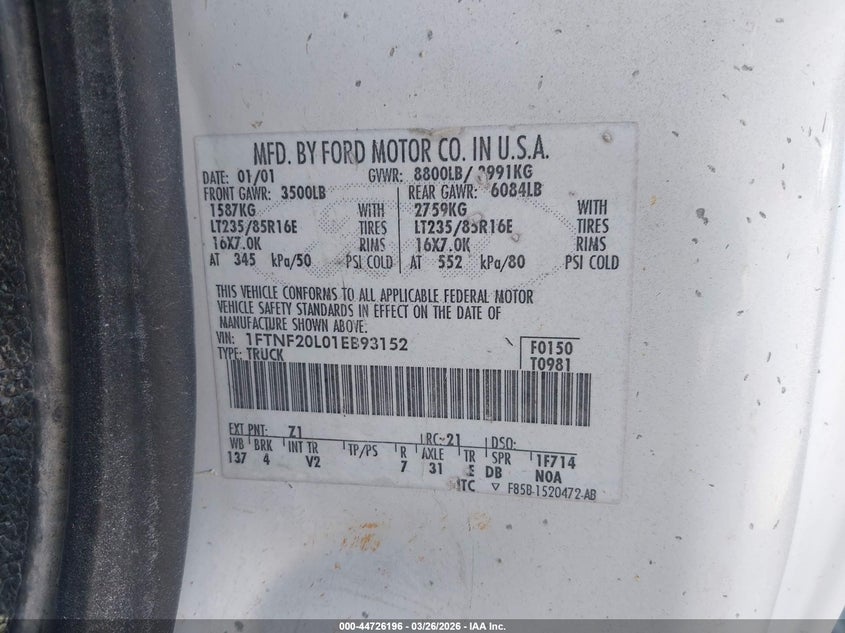 MFD. BY FORD MOTOR CO. IN U.S.A.
DATE: 01/01 GVWR: 8800LB/ 991KG
FRONT GAWR: 3500LB REAR GAWR: 6084LB
1587KG WITH 2759KG WITH
LT235/85R16E TIRES LT235/85R16E TIRES
16X7.0K RIMS 16X7.0K RIMS
AT 345 kPa/50 PSI COLD AT 552 kPa/80 PSI COLD
THIS VEHICLE CONFORMS TO ALL APPLICABLE FEDERAL MOTOR
VEHICLE SAFETY STANDARDS IN EFFECT ON THE DATE OF
MANUFACTURE SHOWN ABOVE.
VIN: 1FTNF20L01EB93152 F0150
TYPE: TRUCK T0981
EXT PNT: Z1 RC: 21 DSO:
WB BRK INT TR TP/PS R AXLE TR SPR 1F714
137 4 V2 7 31 E DB N0A
ITC ▽ F85B-1520472-AB
000-44726196 | 03/26/2026 | IAA Inc.